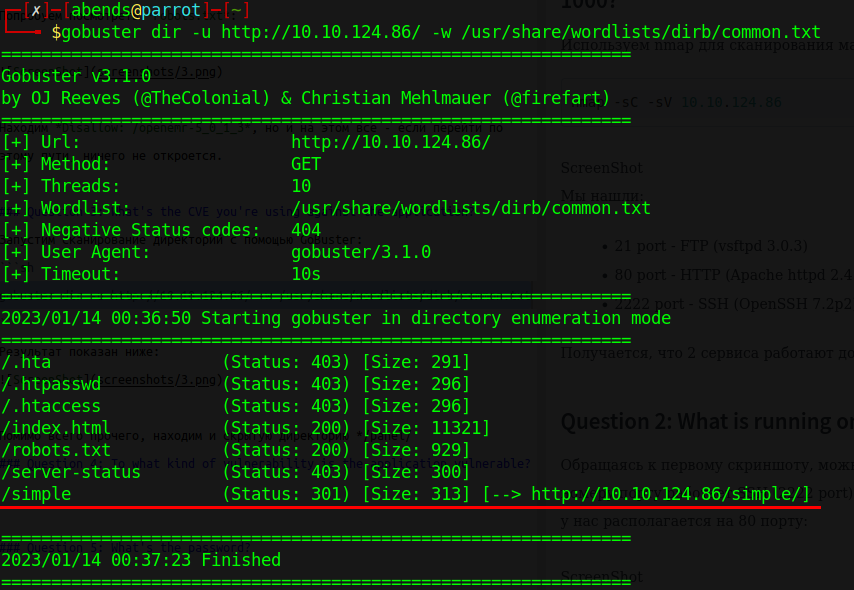 [✗]-[abends@parrot]-[~]
$gobuster dir -u http://10.10.124.86/ -w /usr/share/wordlists/dirb/common.txt
===============================================================
Gobuster v3.1.0
by OJ Reeves (@TheColonial) & Christian Mehlmauer (@firefart)
===============================================================
[+] Url:                     http://10.10.124.86/
[+] Method:                  GET
[+] Threads:                 10
[+] Wordlist:                /usr/share/wordlists/dirb/common.txt
[+] Negative Status codes:   404
[+] User Agent:              gobuster/3.1.0
[+] Timeout:                 10s
===============================================================
2023/01/14 00:36:50 Starting gobuster in directory enumeration mode
===============================================================
/.hta                 (Status: 403) [Size: 291]
/.htpasswd            (Status: 403) [Size: 296]
/.htaccess            (Status: 403) [Size: 296]
/index.html           (Status: 200) [Size: 11321]
/robots.txt           (Status: 200) [Size: 929]
/server-status        (Status: 403) [Size: 300]
/simple               (Status: 301) [Size: 313] [--> http://10.10.124.86/simple/]
===============================================================
2023/01/14 00:37:23 Finished
===============================================================
1000?
Используем nmap для сканирования
-sC -sV 10.10.124.86
ScreenShot
Мы нашли:
21 port - FTP (vsftpd 3.0.3)
80 port - HTTP (Apache httpd 2.4
2222 port - SSH (OpenSSH 7.2p2
Получается, что 2 сервиса работают до
Question 2: What is running on
Обращаясь к первому скриншоту,
у нас располагается на 80 порту:
ScreenShot